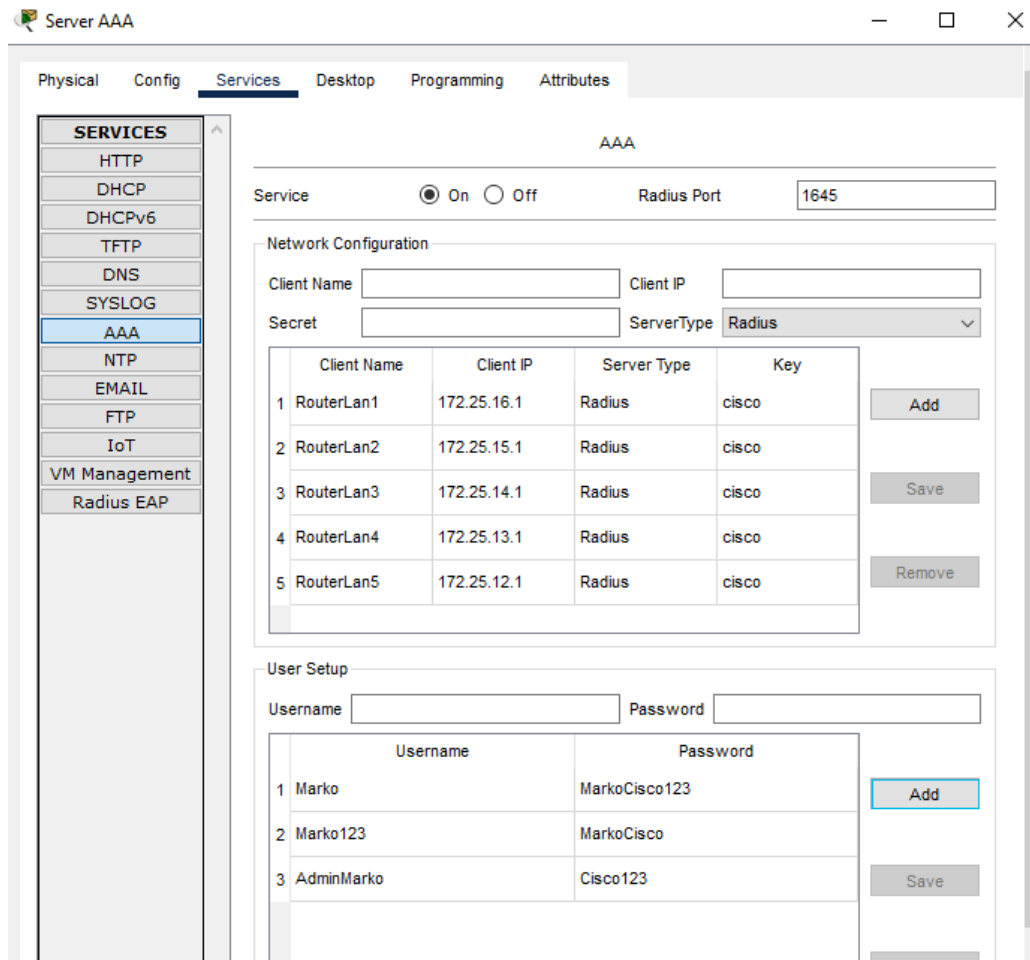 Server AAA
Physical Config Services Desktop Programming Attributes
SERVICES
HTTP
DHCP
DHCPv6
TFTP
DNS
SYSLOG
AAA
NTP
EMAIL
FTP
IoT
VM Management
Radius EAP
AAA
Service On Off Radius Port 1645
Network Configuration
Client Name Client IP
Secret ServerType Radius
Client Name Client IP Server Type Key
1 RouterLan1 172.25.16.1 Radius cisco
2 RouterLan2 172.25.15.1 Radius cisco
3 RouterLan3 172.25.14.1 Radius cisco
4 RouterLan4 172.25.13.1 Radius cisco
5 RouterLan5 172.25.12.1 Radius cisco
Add
Save
Remove
User Setup
Username Password
Username Password
1 Marko MarkoCisco123
2 Marko123 MarkoCisco
3 AdminMarko Cisco123
Add
Save